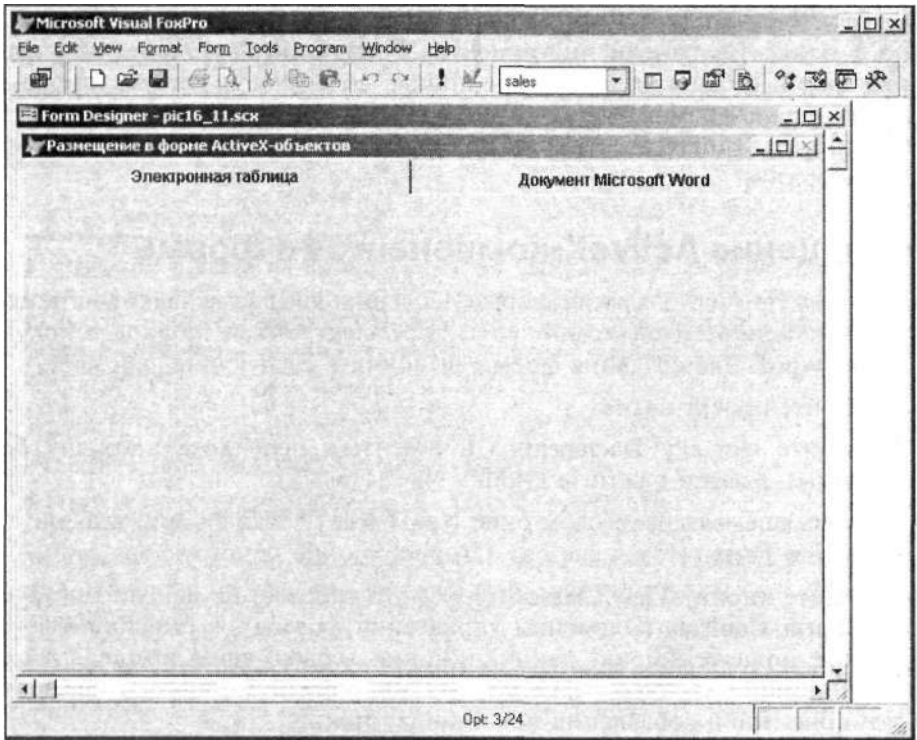 Microsoft Visual FoxPro
File Edit View Format Form Tools Program Window Help
sales
Form Designer - pic16_11.scx
Размещение в форме ActiveX-объектов
Электронная таблица
Документ Microsoft Word
Opt: 3/24